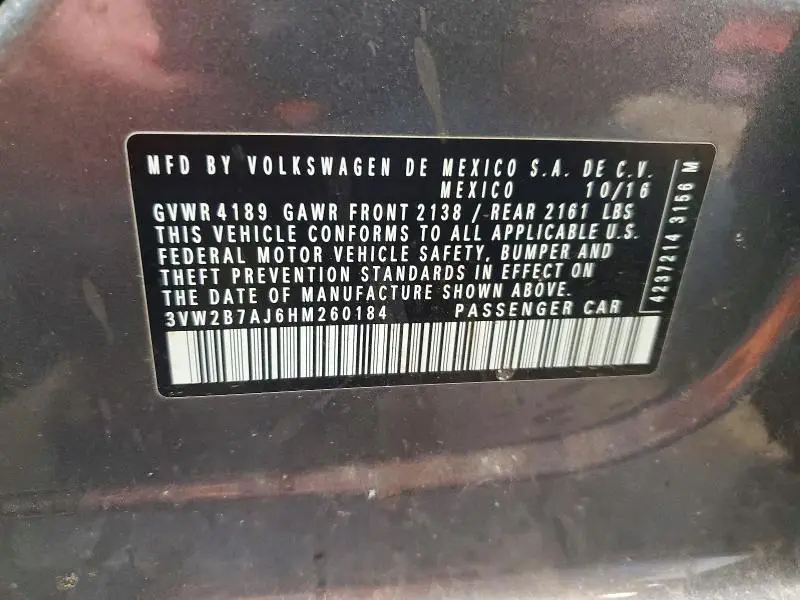 MFD BY VOLKSWAGEN DE MEXICO S.A. DE C.V.
MEXICO 10/16
GVWR 4189 GAWR FRONT 2138 / REAR 2161 LBS
THIS VEHICLE CONFORMS TO ALL APPLICABLE U.S.
FEDERAL MOTOR VEHICLE SAFETY, BUMPER AND
THEFT PREVENTION STANDARDS IN EFFECT ON
THE DATE OF MANUFACTURE SHOWN ABOVE.
3VW2B7AJ6HM260184 PASSENGER CAR
4237214 3156 M